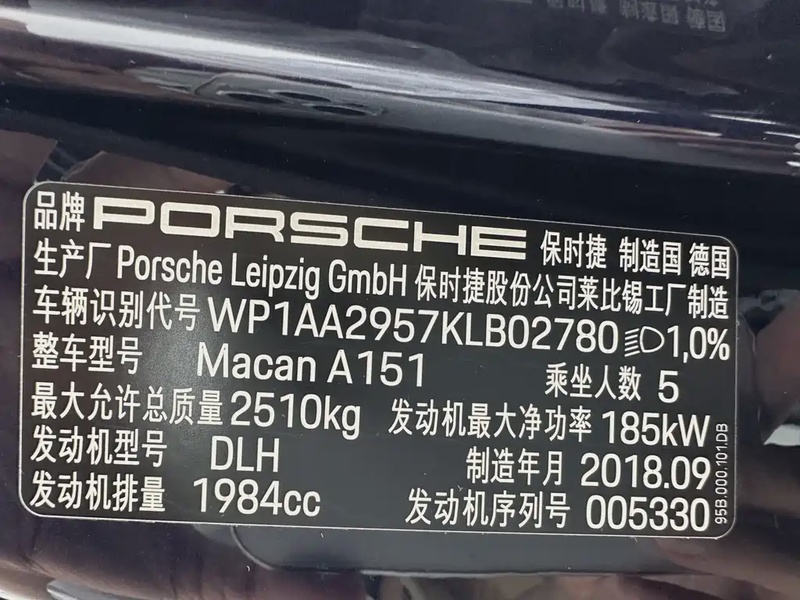 品牌 PORSCHE 保时捷 制造国 德国
生产厂 Porsche Leipzig GmbH 保时捷股份公司莱比锡工厂制造
车辆识别代号 WP1AA2957KLB02780 1,0%
整车型号 Macan A151 乘坐人数 5
最大允许总质量 2510kg 发动机最大净功率 185kW
发动机型号 DLH 制造年月 2018.09
发动机排量 1984cc 发动机序列号 005330
95B.000.101.DB